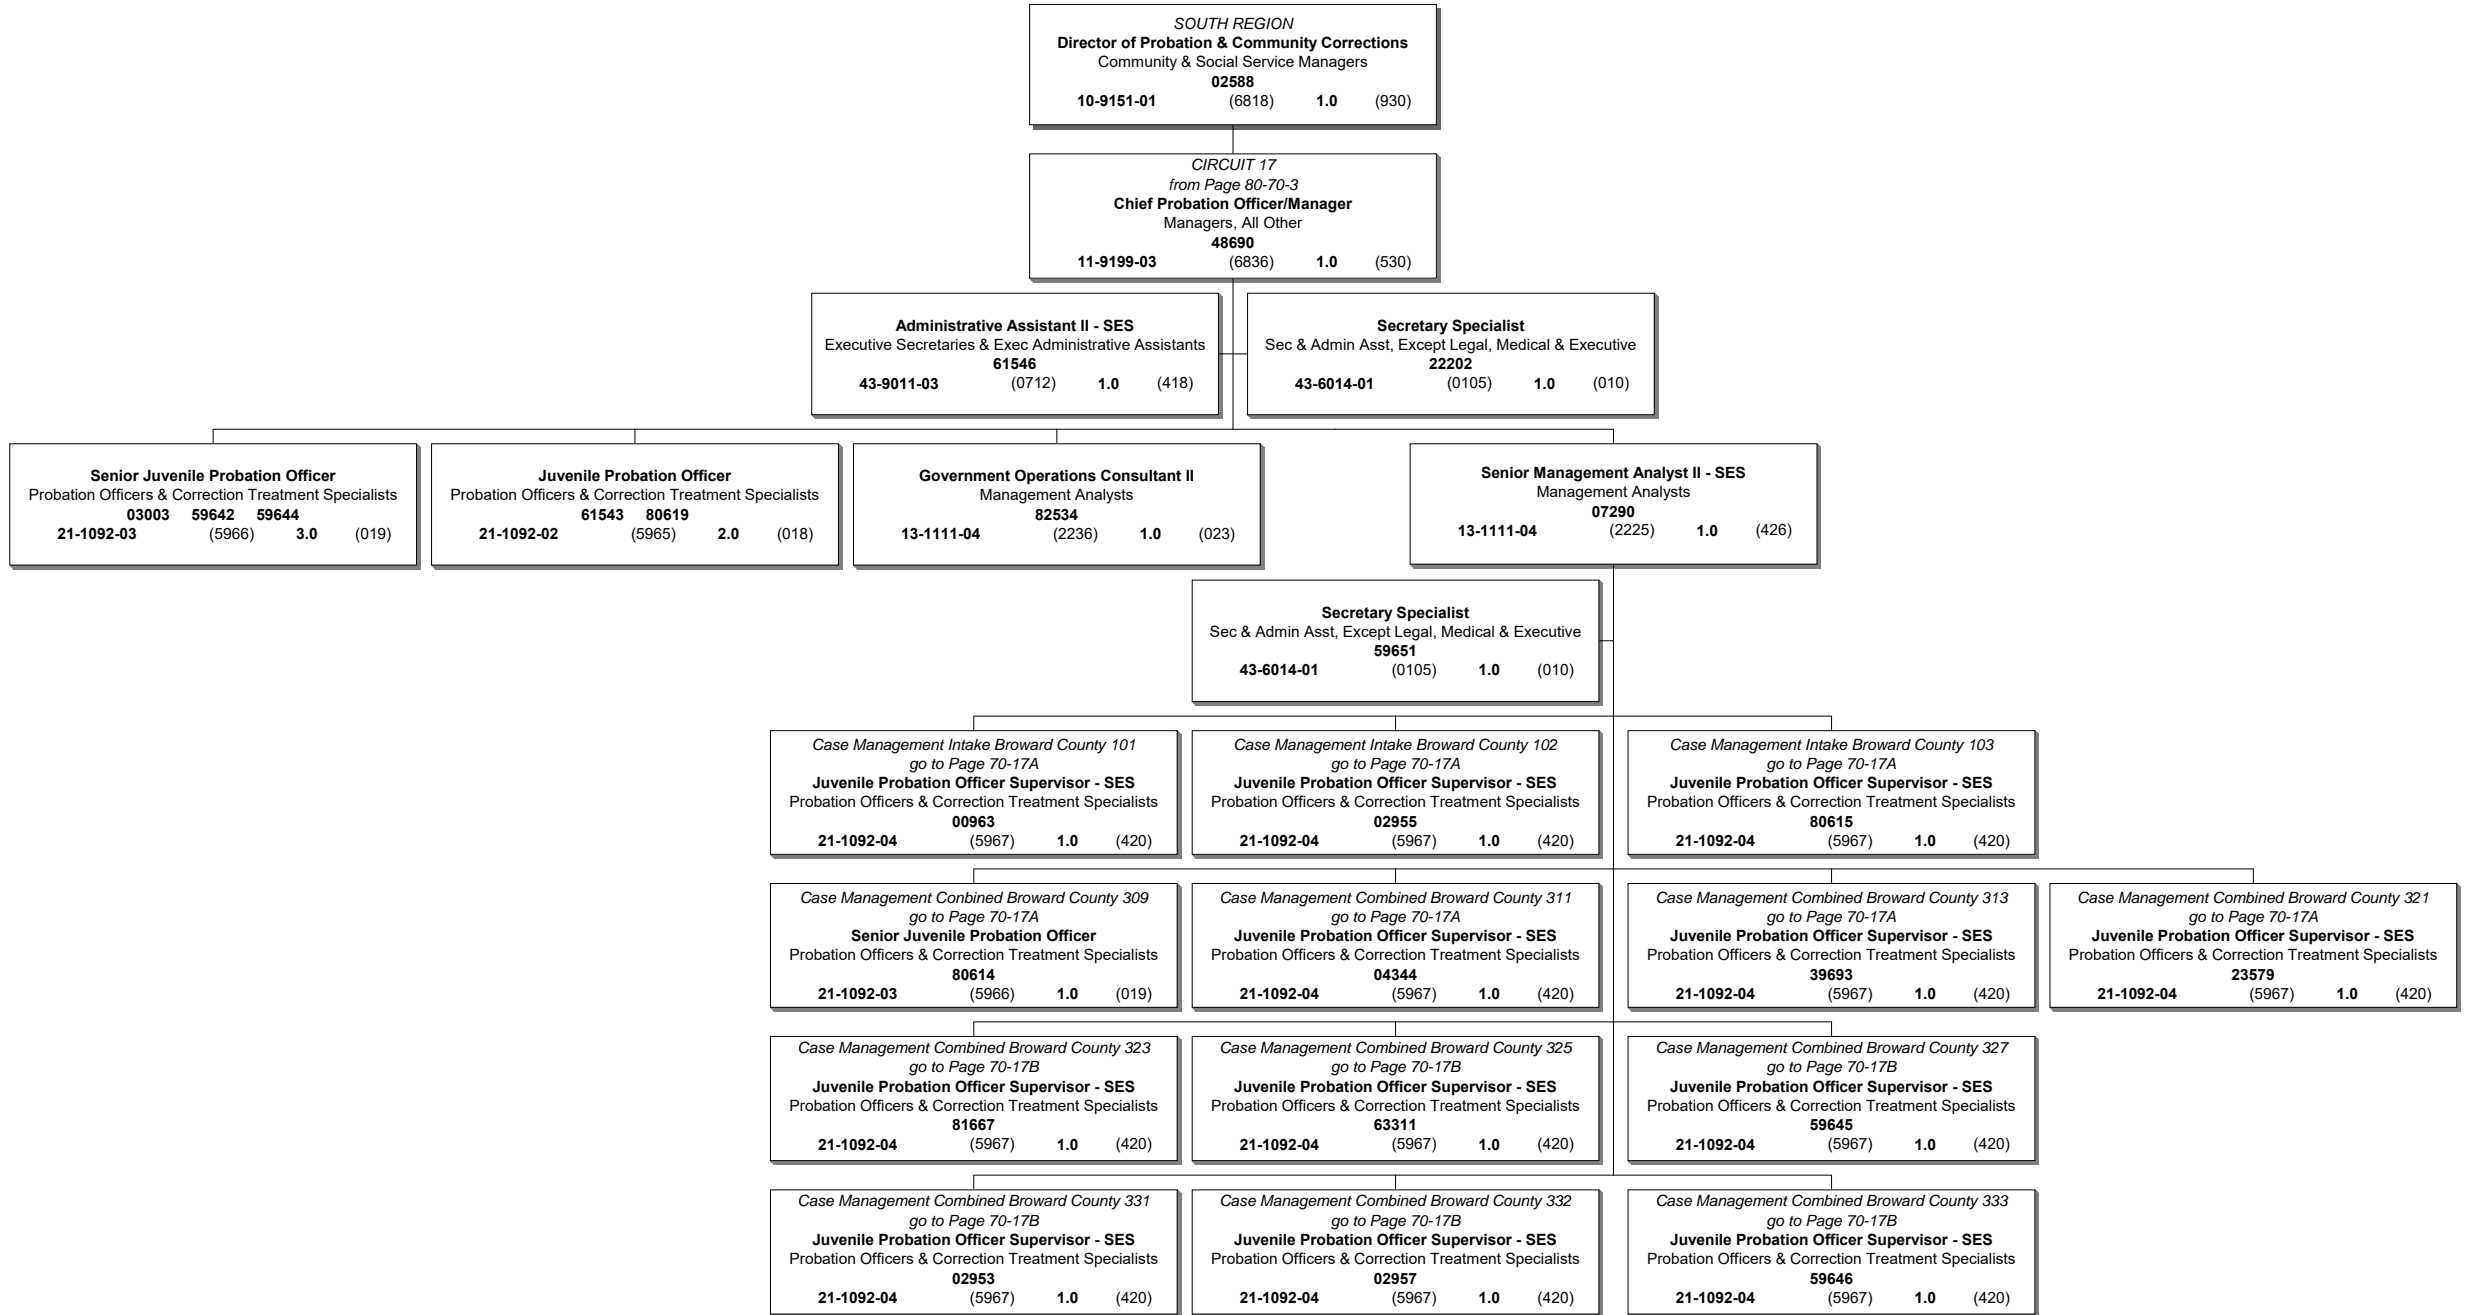 SOUTH REGION
Director of Probation & Community Corrections
Community & Social Service Managers
02588
10-9151-01 (6818) 1.0 (930)
CIRCUIT 17
from Page 80-70-3
Chief Probation Officer/Manager
Managers, All Other
48690
11-9199-03 (6836) 1.0 (530)
Administrative Assistant II - SES
Executive Secretaries & Exec Administrative Assistants
61546
43-9011-03 (0712) 1.0 (418)
Secretary Specialist
Sec & Admin Asst, Except Legal, Medical & Executive
22202
43-6014-01 (0105) 1.0 (010)
Senior Juvenile Probation Officer
Probation Officers & Correction Treatment Specialists
03003 59642 59644
21-1092-03 (5966) 3.0 (019)
Juvenile Probation Officer
Probation Officers & Correction Treatment Specialists
61543 80619
21-1092-02 (5965) 2.0 (018)
Government Operations Consultant II
Management Analysts
82534
13-1111-04 (2236) 1.0 (023)
Senior Management Analyst II - SES
Management Analysts
07290
13-1111-04 (2225) 1.0 (426)
Secretary Specialist
Sec & Admin Asst, Except Legal, Medical & Executive
59651
43-6014-01 (0105) 1.0 (010)
Case Management Intake Broward County 101
go to Page 70-17A
Juvenile Probation Officer Supervisor - SES
Probation Officers & Correction Treatment Specialists
00963
21-1092-04 (5967) 1.0 (420)
Case Management Intake Broward County 102
go to Page 70-17A
Juvenile Probation Officer Supervisor - SES
Probation Officers & Correction Treatment Specialists
02955
21-1092-04 (5967) 1.0 (420)
Case Management Intake Broward County 103
go to Page 70-17A
Juvenile Probation Officer Supervisor - SES
Probation Officers & Correction Treatment Specialists
80615
21-1092-04 (5967) 1.0 (420)
Case Management Conbined Broward County 309
go to Page 70-17A
Senior Juvenile Probation Officer
Probation Officers & Correction Treatment Specialists
80614
21-1092-03 (5966) 1.0 (019)
Case Management Combined Broward County 311
go to Page 70-17A
Juvenile Probation Officer Supervisor - SES
Probation Officers & Correction Treatment Specialists
04344
21-1092-04 (5967) 1.0 (420)
Case Management Combined Broward County 313
go to Page 70-17A
Juvenile Probation Officer Supervisor - SES
Probation Officers & Correction Treatment Specialists
39693
21-1092-04 (5967) 1.0 (420)
Case Management Combined Broward County 321
go to Page 70-17A
Juvenile Probation Officer Supervisor - SES
Probation Officers & Correction Treatment Specialists
23579
21-1092-04 (5967) 1.0 (420)
Case Management Combined Broward County 323
go to Page 70-17B
Juvenile Probation Officer Supervisor - SES
Probation Officers & Correction Treatment Specialists
81667
21-1092-04 (5967) 1.0 (420)
Case Management Combined Broward County 325
go to Page 70-17B
Juvenile Probation Officer Supervisor - SES
Probation Officers & Correction Treatment Specialists
63311
21-1092-04 (5967) 1.0 (420)
Case Management Combined Broward County 327
go to Page 70-17B
Juvenile Probation Officer Supervisor - SES
Probation Officers & Correction Treatment Specialists
59645
21-1092-04 (5967) 1.0 (420)
Case Management Combined Broward County 331
go to Page 70-17B
Juvenile Probation Officer Supervisor - SES
Probation Officers & Correction Treatment Specialists
02953
21-1092-04 (5967) 1.0 (420)
Case Management Combined Broward County 332
go to Page 70-17B
Juvenile Probation Officer Supervisor - SES
Probation Officers & Correction Treatment Specialists
02957
21-1092-04 (5967) 1.0 (420)
Case Management Combined Broward County 333
go to Page 70-17B
Juvenile Probation Officer Supervisor - SES
Probation Officers & Correction Treatment Specialists
59646
21-1092-04 (5967) 1.0 (420)